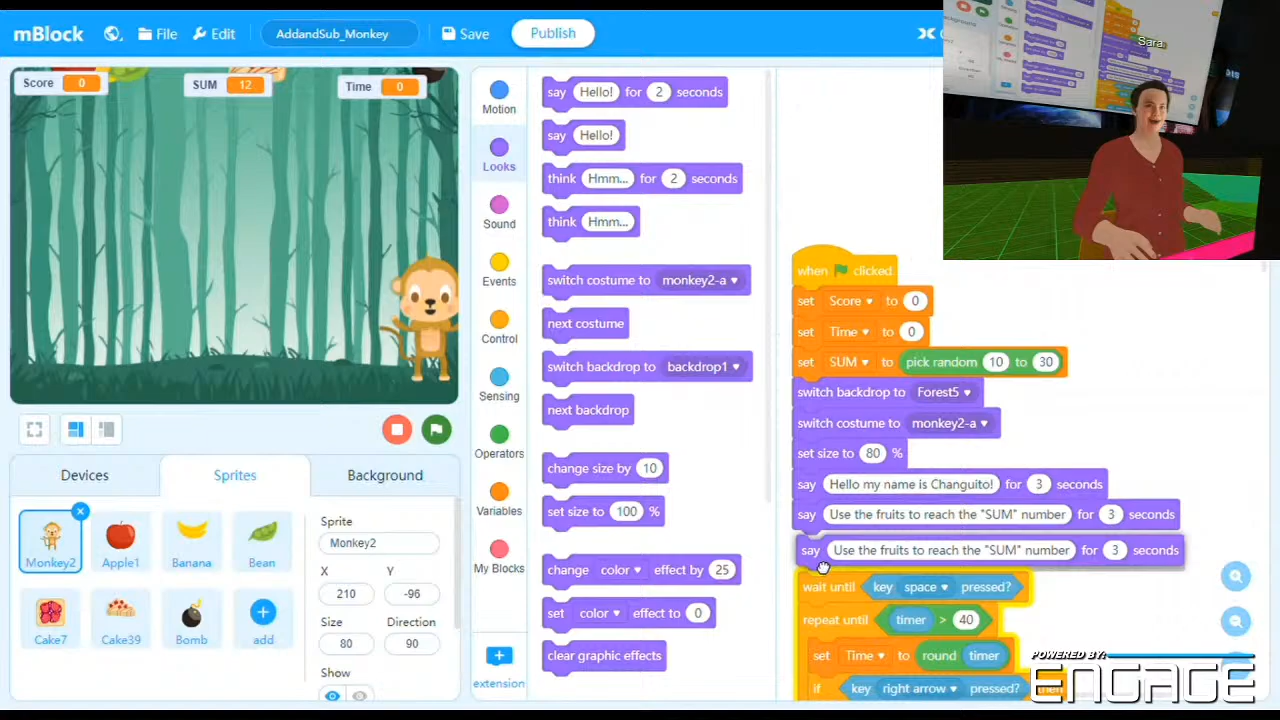 mBlock
File
Edit
AddandSub_Monkey
Save
Publish
Sara
Score 0
SUM 12
Time 0
Motion
Looks
Sound
Events
Control
Sensing
Operators
Variables
My Blocks
extension
say Hello! for 2 seconds
say Hello!
think Hmm... for 2 seconds
think Hmm...
switch costume to monkey2-a
next costume
switch backdrop to backdrop1
next backdrop
change size by 10
set size to 100 %
change color effect by 25
set color effect to 0
clear graphic effects
when clicked
set Score to 0
set Time to 0
set SUM to pick random 10 to 30
switch backdrop to Forest5
switch costume to monkey2-a
set size to 80 %
say Hello my name is Changuito! for 3 seconds
say Use the fruits to reach the "SUM" number for 3 seconds
say Use the fruits to reach the "SUM" number for 3 seconds
wait until key space pressed?
repeat until timer > 40
set Time to round timer
if key right arrow pressed? then
Devices
Sprites
Background
Monkey2
Apple1
Banana
Bean
Cake7
Cake39
Bomb
add
Sprite
Monkey2
X
Y
210
-96
Size
Direction
80
90
Show
POWERED BY:
ENGAGE